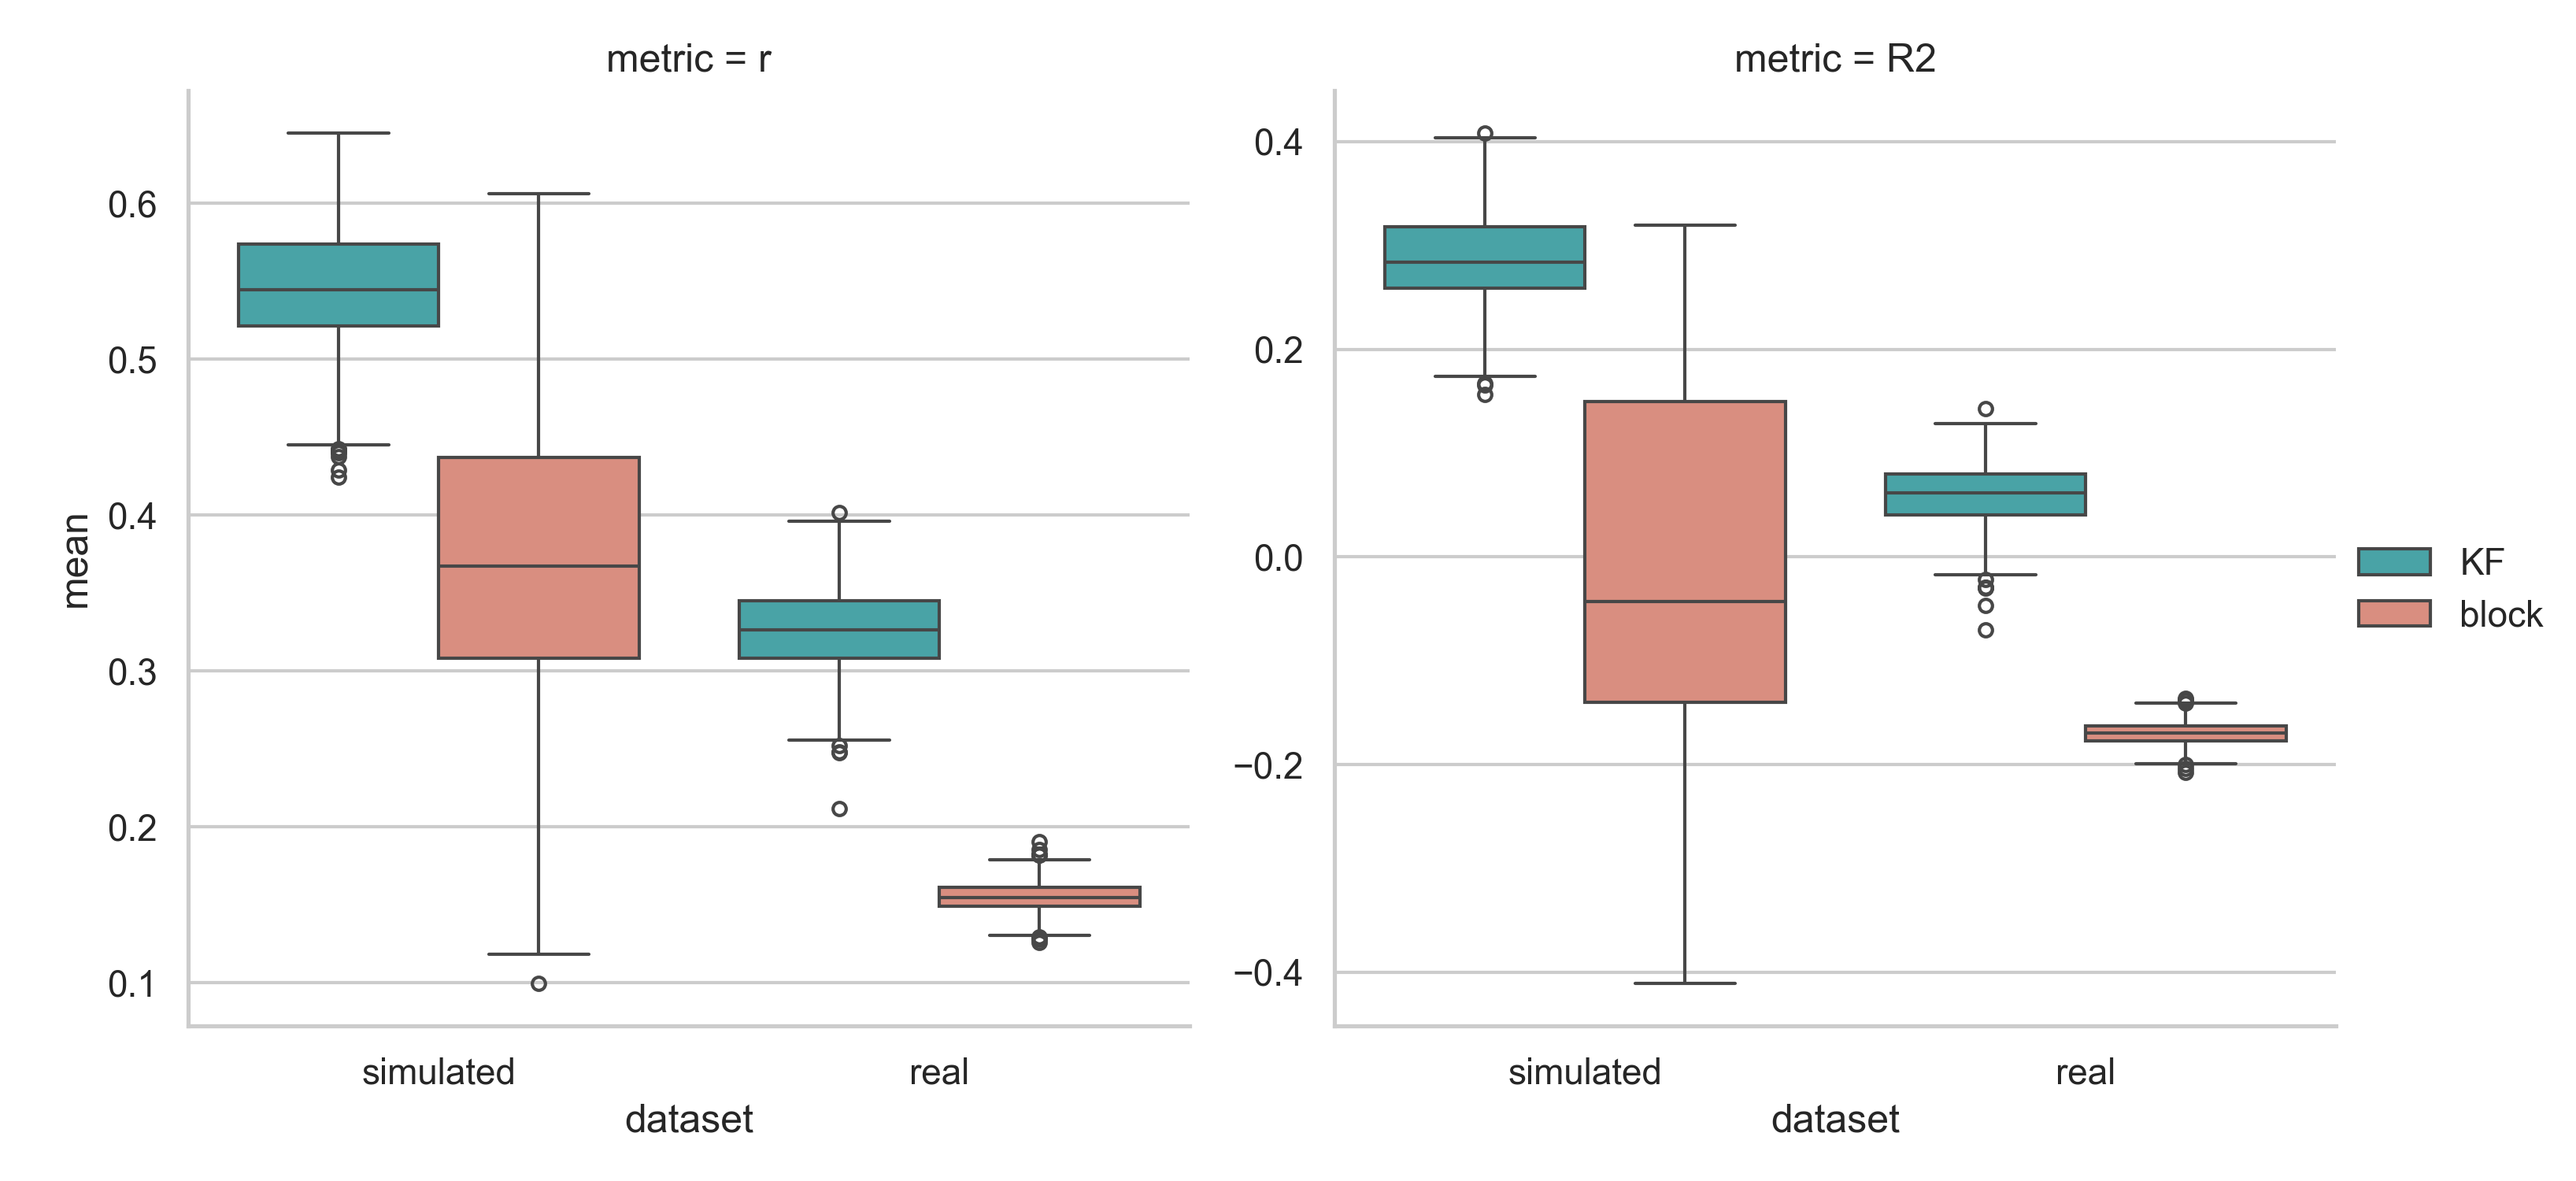 metric = r
mean
0.6
0.5
0.4
0.3
0.2
0.1
simulated
real
dataset
metric = R2
0.4
0.2
0.0
−0.2
−0.4
simulated
real
dataset
KF
block